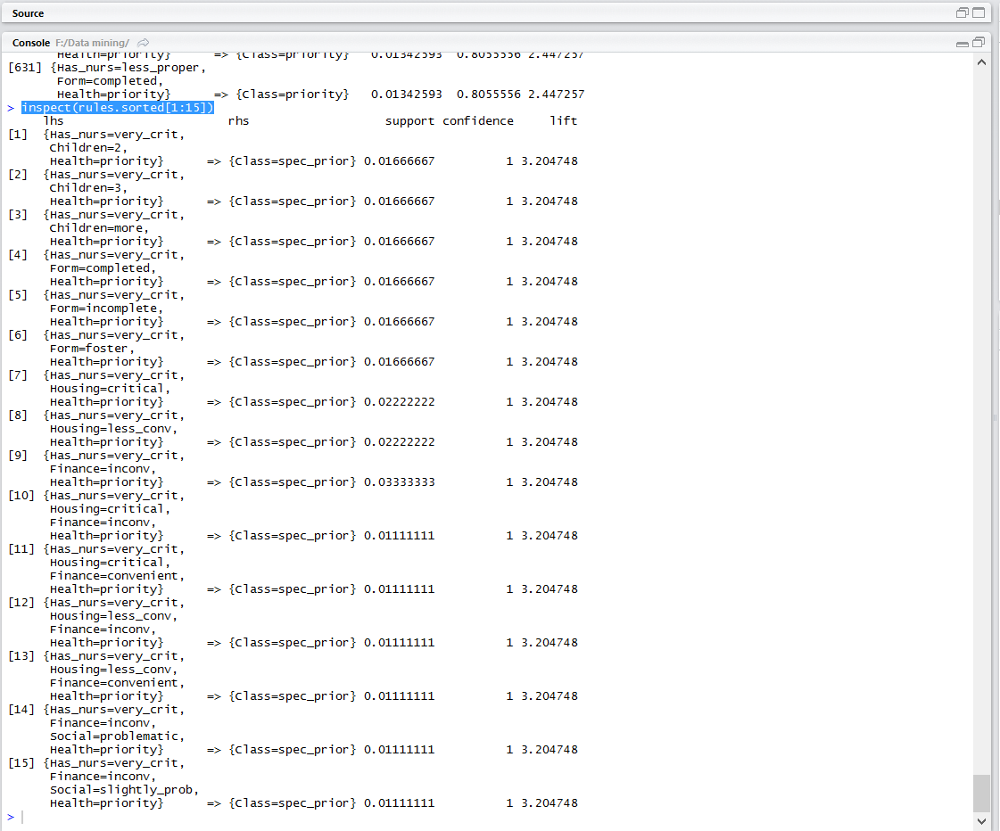 Source
Console F:/Data mining/
Health=priority} => {Class=priority} 0.01342593 0.8055556 2.447257
[631] {Has_nurs=less_proper,
Form=completed,
Health=priority} => {Class=priority} 0.01342593 0.8055556 2.447257
> inspect(rules.sorted[1:15])
lhs rhs support confidence lift
[1] {Has_nurs=very_crit,
Children=2,
Health=priority} => {Class=spec_prior} 0.01666667 1 3.204748
[2] {Has_nurs=very_crit,
Children=3,
Health=priority} => {Class=spec_prior} 0.01666667 1 3.204748
[3] {Has_nurs=very_crit,
Children=more,
Health=priority} => {Class=spec_prior} 0.01666667 1 3.204748
[4] {Has_nurs=very_crit,
Form=completed,
Health=priority} => {Class=spec_prior} 0.01666667 1 3.204748
[5] {Has_nurs=very_crit,
Form=incomplete,
Health=priority} => {Class=spec_prior} 0.01666667 1 3.204748
[6] {Has_nurs=very_crit,
Form=foster,
Health=priority} => {Class=spec_prior} 0.01666667 1 3.204748
[7] {Has_nurs=very_crit,
Housing=critical,
Health=priority} => {Class=spec_prior} 0.02222222 1 3.204748
[8] {Has_nurs=very_crit,
Housing=less_conv,
Health=priority} => {Class=spec_prior} 0.02222222 1 3.204748
[9] {Has_nurs=very_crit,
Finance=inconv,
Health=priority} => {Class=spec_prior} 0.03333333 1 3.204748
[10] {Has_nurs=very_crit,
Housing=critical,
Finance=inconv,
Health=priority} => {Class=spec_prior} 0.01111111 1 3.204748
[11] {Has_nurs=very_crit,
Housing=critical,
Finance=convenient,
Health=priority} => {Class=spec_prior} 0.01111111 1 3.204748
[12] {Has_nurs=very_crit,
Housing=less_conv,
Finance=inconv,
Health=priority} => {Class=spec_prior} 0.01111111 1 3.204748
[13] {Has_nurs=very_crit,
Housing=less_conv,
Finance=convenient,
Health=priority} => {Class=spec_prior} 0.01111111 1 3.204748
[14] {Has_nurs=very_crit,
Finance=inconv,
Social=problematic,
Health=priority} => {Class=spec_prior} 0.01111111 1 3.204748
[15] {Has_nurs=very_crit,
Finance=inconv,
Social=slightly_prob,
Health=priority} => {Class=spec_prior} 0.01111111 1 3.204748
>